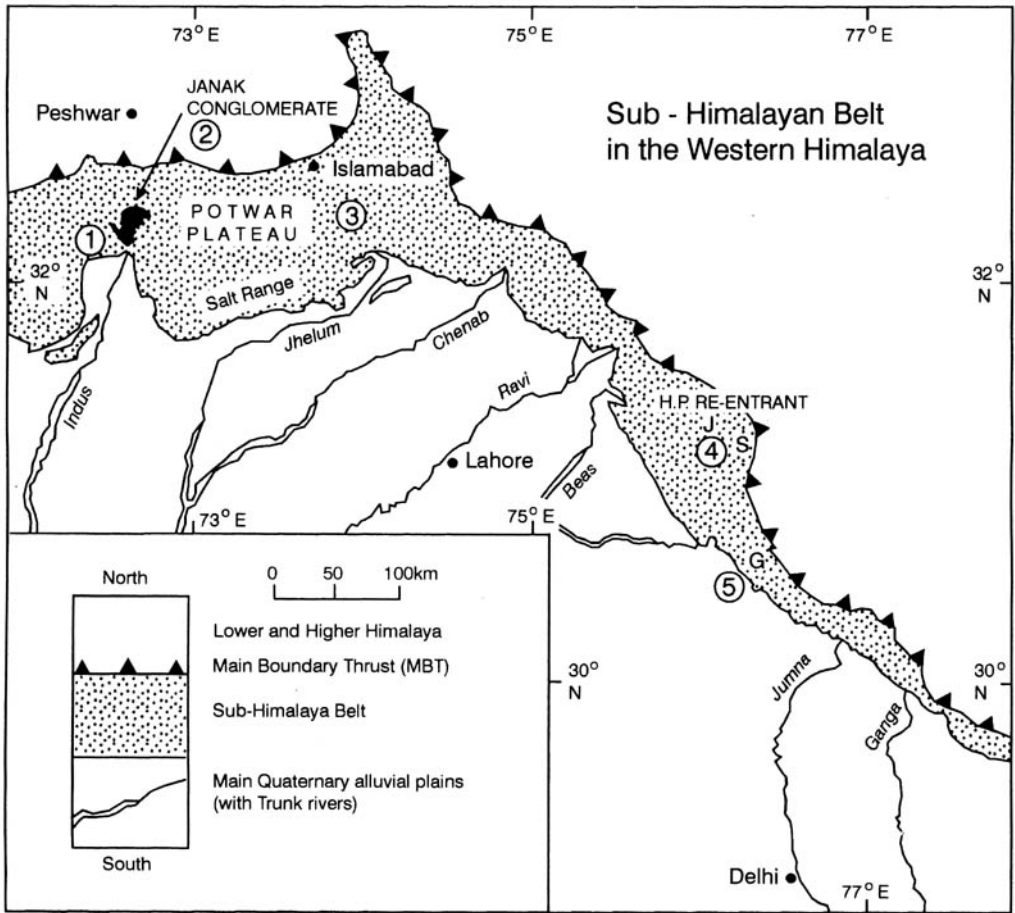 73° E
75° E
77° E
JANAK
CONGLOMERATE
Peshwar
2
Sub - Himalayan Belt
in the Western Himalaya
Islamabad
POTWAR
PLATEAU
3
1
32°
N
32°
N
Salt Range
Jhelum
Chenab
Indus
Ravi
H.P. RE-ENTRANT
J
S
4
Lahore
Beas
73° E
75° E
G
5
North
0 50 100km
Lower and Higher Himalaya
Main Boundary Thrust (MBT)
Sub-Himalaya Belt
Main Quaternary alluvial plains
(with Trunk rivers)
South
30°
N
30°
N
Jumna
Ganga
Delhi
77° E